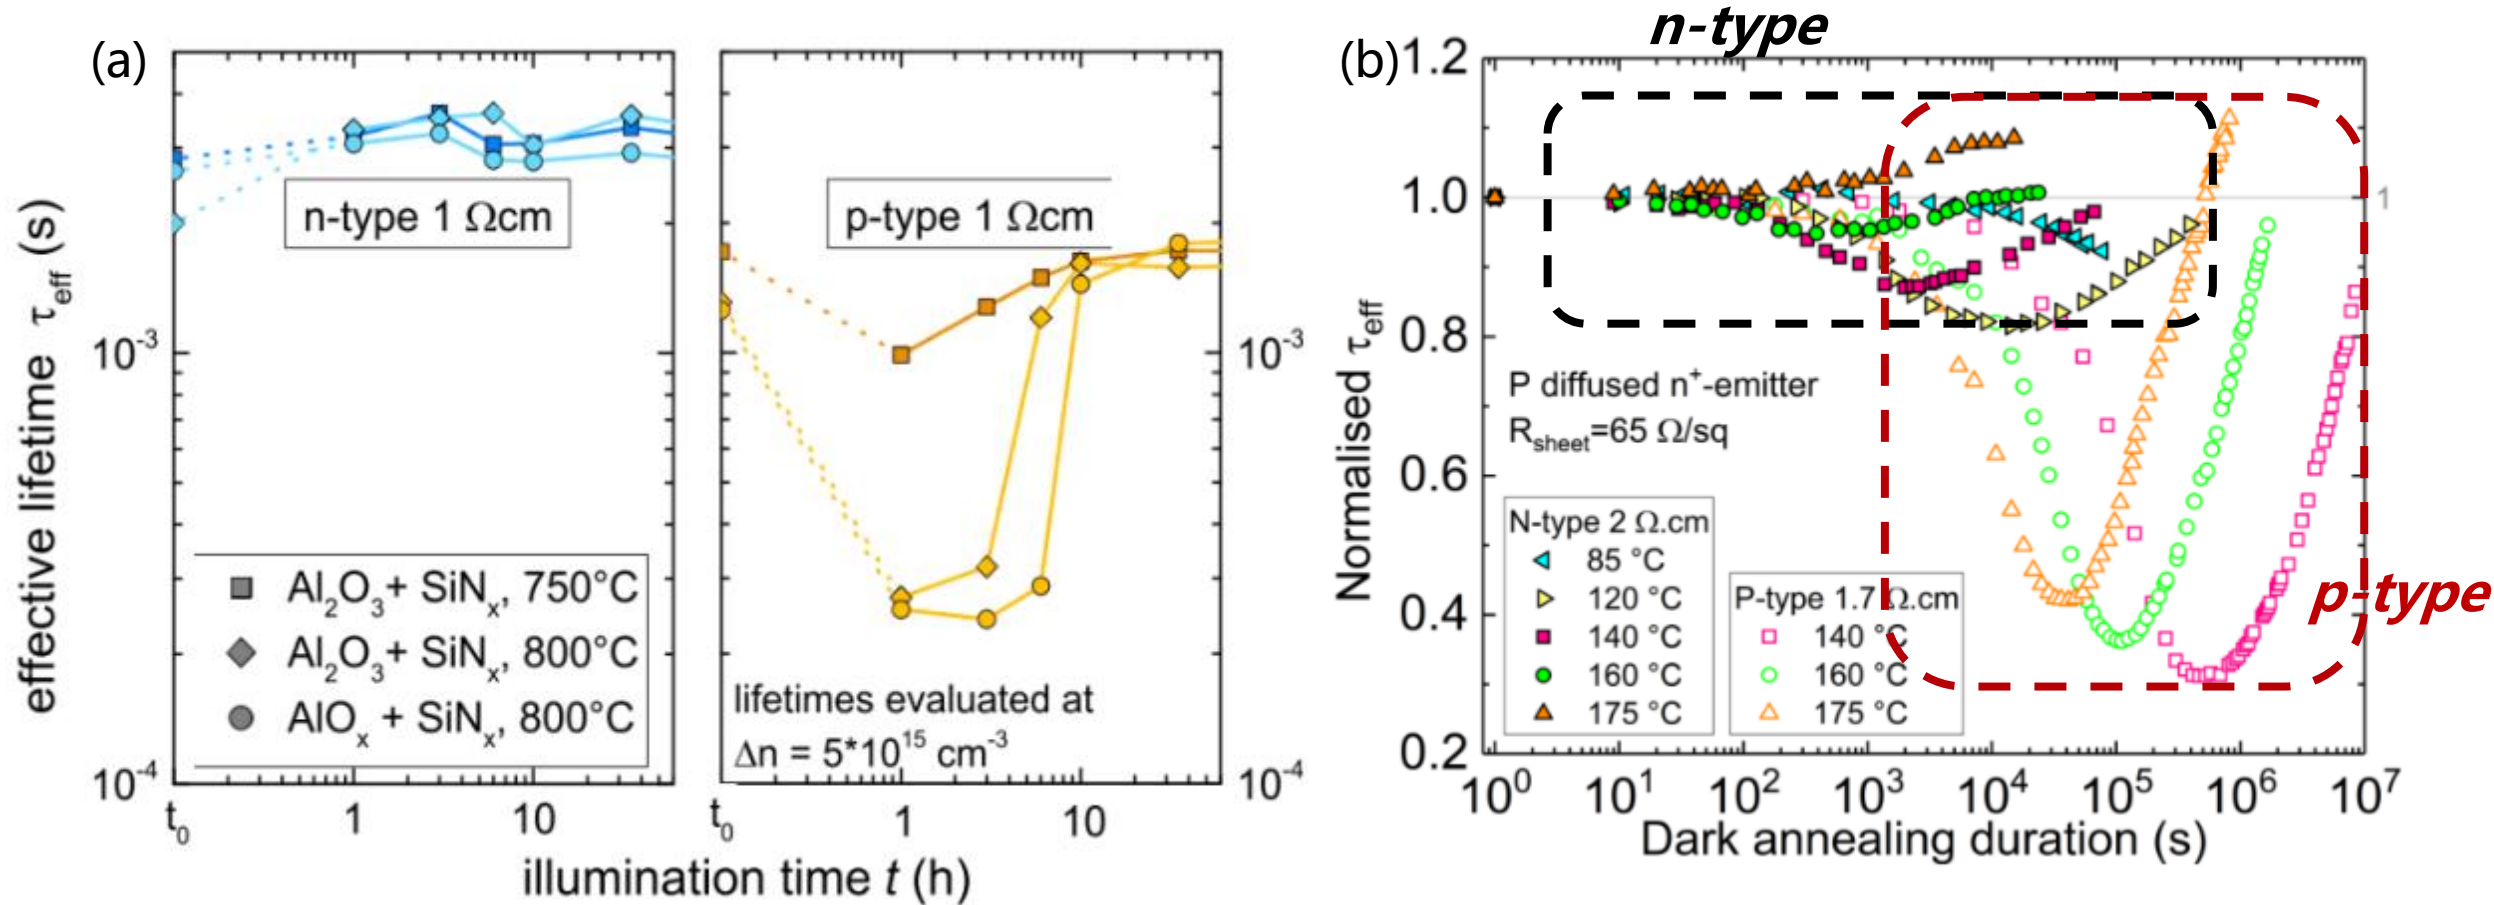 (a)
effective lifetime τeff (s)
10-3
10-4
n-type 1 Ωcm
Al2O3+ SiNx, 750°C
Al2O3+ SiNx, 800°C
AlOx + SiNx, 800°C
t0
1
10
p-type 1 Ωcm
lifetimes evaluated at
Δn = 5*1015 cm-3
10-3
10-4
t0
1
10
illumination time t (h)
(b)
n-type
Normalised τeff
1.2
1.0
0.8
0.6
0.4
0.2
1
P diffused n+-emitter
Rsheet=65 Ω/sq
N-type 2 Ω.cm
85 °C
120 °C
140 °C
160 °C
175 °C
P-type 1.7 Ω.cm
140 °C
160 °C
175 °C
p-type
100
101
102
103
104
105
106
107
Dark annealing duration (s)